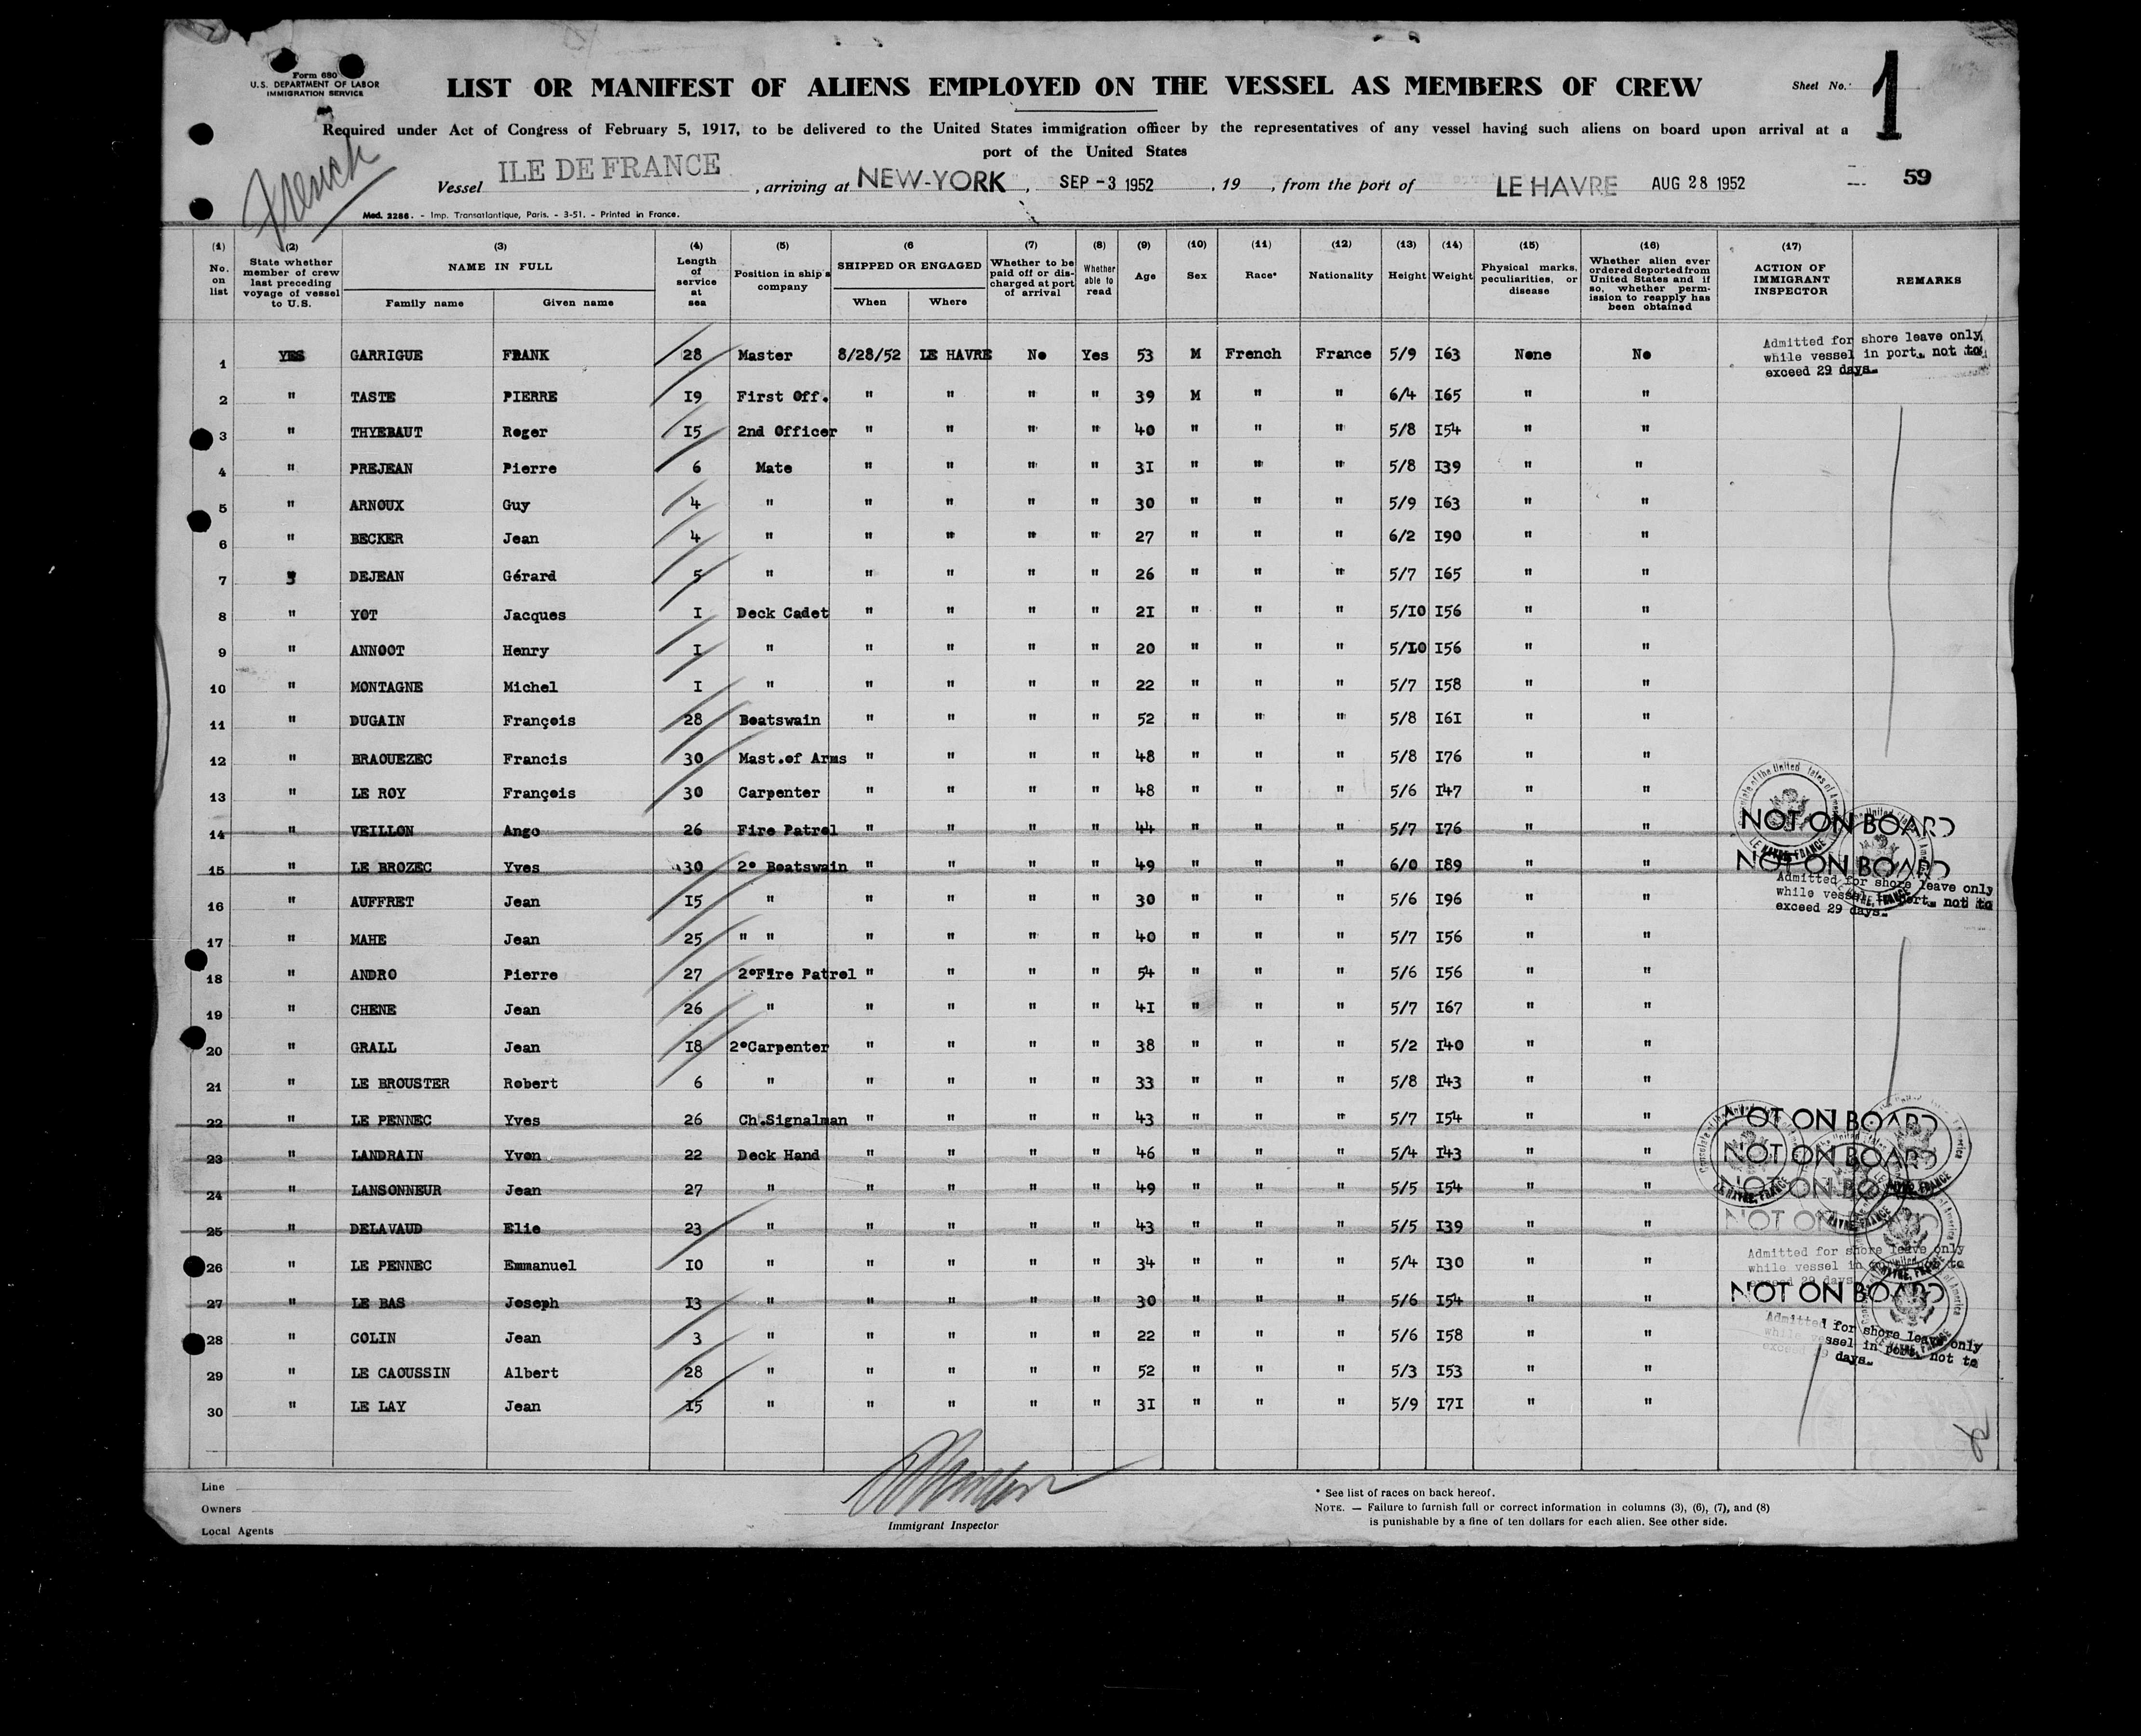 Form 680
U.S. DEPARTMENT OF LABOR
IMMIGRATION SERVICE
LIST OR MANIFEST OF ALIENS EMPLOYED ON THE VESSEL AS MEMBERS OF CREW
Sheet No. 1
Required under Act of Congress of February 5, 1917, to be delivered to the United States immigration officer by the representatives of any vessel having such aliens on board upon arrival at a
port of the United States
French
Vessel ILE DE FRANCE, arriving at NEW-YORK, SEP -3 1952, 19 , from the port of LE HAVRE AUG 28 1952
59
Mod. 2286. - Imp. Transatlantique, Paris. - 3-51. - Printed in France.
(1) (2) (3) (4) (5) (6 (7) (8) (9) (10) (11) (12) (13) (14) (15) (16) (17)
No. on list | State whether member of crew last preceding voyage of vessel to U.S. | NAME IN FULL Family name Given name | Length of service at sea | Position in ship's company | SHIPPED OR ENGAGED When Where | Whether to be paid off or discharged at port of arrival | Whether able to read | Age | Sex | Race* | Nationality | Height | Weight | Physical marks, peculiarities, or disease | Whether alien ever ordered deported from United States and if so, whether permission to reapply has been obtained | ACTION OF IMMIGRANT INSPECTOR | REMARKS
1 YES GARRIGUE FRANK 28 Master 8/28/52 LE HAVRE No Yes 53 M French France 5/9 163 None No Admitted for shore leave only while vessel in port, not to exceed 29 days.
2 " TASTE PIERRE 19 First Off. " " " " 39 M " " 6/4 165 " "
3 " THYEBAUT Roger 15 2nd Officer " " " " 40 " " " 5/8 154 " "
4 " PREJEAN Pierre 6 Mate " " " " 31 " " " 5/8 139 " "
5 " ARNOUX Guy 4 " " " " " 30 " " " 5/9 163 " "
6 " BECKER Jean 4 " " " " " 27 " " " 6/2 190 " "
7 " DEJEAN Gérard 5 " " " " " 26 " " " 5/7 165 " "
8 " YOT Jacques 1 Deck Cadet " " " " 21 " " " 5/10 156 " "
9 " ANNOOT Henry 1 " " " " " 20 " " " 5/10 156 " "
10 " MONTAGNE Michel 1 " " " " " 22 " " " 5/7 158 " "
11 " DUGAIN François 28 Boatswain " " " " 52 " " " 5/8 161 " "
12 " BRAOUEZEC Francis 30 Mast.of Arms " " " " 48 " " " 5/8 176 " "
13 " LE ROY François 30 Carpenter " " " " 48 " " " 5/6 147 " "
14 " VEILLON Ango 26 Fire Patrol " " " " 44 " " " 5/7 176 " " NOT ON BOARD
15 " LE BROZEC Yves 30 2° Boatswain " " " " 49 " " " 6/0 189 " " NOT ON BOARD
16 " AUFFRET Jean 15 " " " " " 30 " " " 5/6 196 " " Admitted for shore leave only while vessel in port, not to exceed 29 days.
17 " MAHE Jean 25 " " " " " " 40 " " " 5/7 156 " "
18 " ANDRO Pierre 27 2°Fire Patrol " " " " 54 " " " 5/6 156 " "
19 " CHENE Jean 26 " " " " " 41 " " " 5/7 167 " "
20 " GRALL Jean 18 2°Carpenter " " " " 38 " " " 5/2 140 " "
21 " LE BROUSTER Robert 6 " " " " " 33 " " " 5/8 143 " "
22 " LE PENNEC Yves 26 Ch.Signalman " " " " 43 " " " 5/7 154 " " NOT ON BOARD
23 " LANDRAIN Yvon 22 Deck Hand " " " " 46 " " " 5/4 143 " " NOT ON BOARD
24 " LANSONNEUR Jean 27 " " " " " 49 " " " 5/5 154 " " NOT ON BOARD
25 " DELAVAUD Elie 23 " " " " " 43 " " " 5/5 139 " " NOT ON BOARD
26 " LE PENNEC Emmanuel 10 " " " " " 34 " " " 5/4 130 " " Admitted for shore leave only while vessel in port, not to exceed 29 days.
27 " LE BAS Joseph 13 " " " " " 30 " " " 5/6 154 " " NOT ON BOARD
28 " COLIN Jean 3 " " " " " 22 " " " 5/6 158 " " Admitted for shore leave only while vessel in port, not to exceed 29 days.
29 " LE CAOUSSIN Albert 28 " " " " " 52 " " " 5/3 153 " "
30 " LE LAY Jean 15 " " " " " 31 " " " 5/9 171 " "
Line
Owners
Local Agents
Immigrant Inspector
* See list of races on back hereof.
NOTE. — Failure to furnish full or correct information in columns (3), (6), (7), and (8)
is punishable by a fine of ten dollars for each alien. See other side.